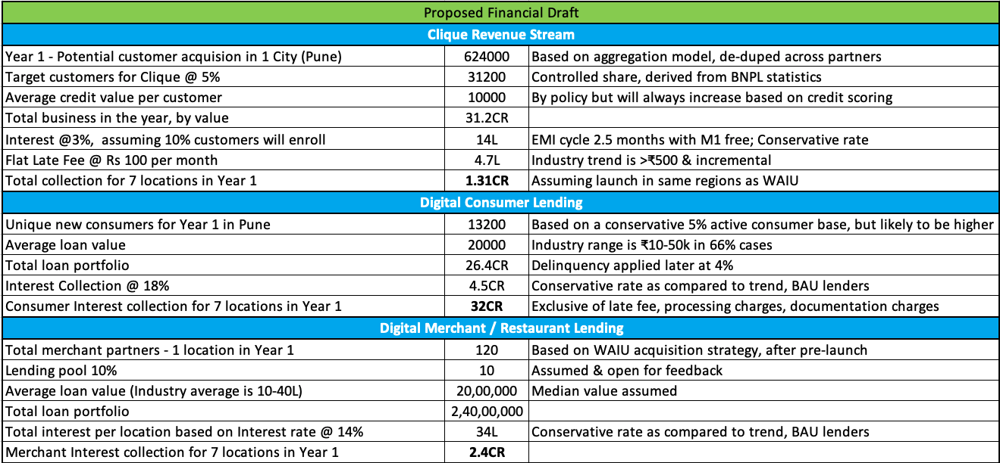 Proposed Financial Draft
Clique Revenue Stream
Year 1 - Potential customer acquision in 1 City (Pune) 624000 Based on aggregation model, de-duped across partners
Target customers for Clique @ 5% 31200 Controlled share, derived from BNPL statistics
Average credit value per customer 10000 By policy but will always increase based on credit scoring
Total business in the year, by value 31.2CR
Interest @3%, assuming 10% customers will enroll 14L EMI cycle 2.5 months with M1 free; Conservative rate
Flat Late Fee @ Rs 100 per month 4.7L Industry trend is >₹500 & incremental
Total collection for 7 locations in Year 1 1.31CR Assuming launch in same regions as WAIU
Digital Consumer Lending
Unique new consumers for Year 1 in Pune 13200 Based on a conservative 5% active consumer base, but likely to be higher
Average loan value 20000 Industry range is ₹10-50k in 66% cases
Total loan portfolio 26.4CR Delinquency applied later at 4%
Interest Collection @ 18% 4.5CR Conservative rate as compared to trend, BAU lenders
Consumer Interest collection for 7 locations in Year 1 32CR Exclusive of late fee, processing charges, documentation charges
Digital Merchant / Restaurant Lending
Total merchant partners - 1 location in Year 1 120 Based on WAIU acquisition strategy, after pre-launch
Lending pool 10% 10 Assumed & open for feedback
Average loan value (Industry average is 10-40L) 20,00,000 Median value assumed
Total loan portfolio 2,40,00,000
Total interest per location based on Interest rate @ 14% 34L Conservative rate as compared to trend, BAU lenders
Merchant Interest collection for 7 locations in Year 1 2.4CR